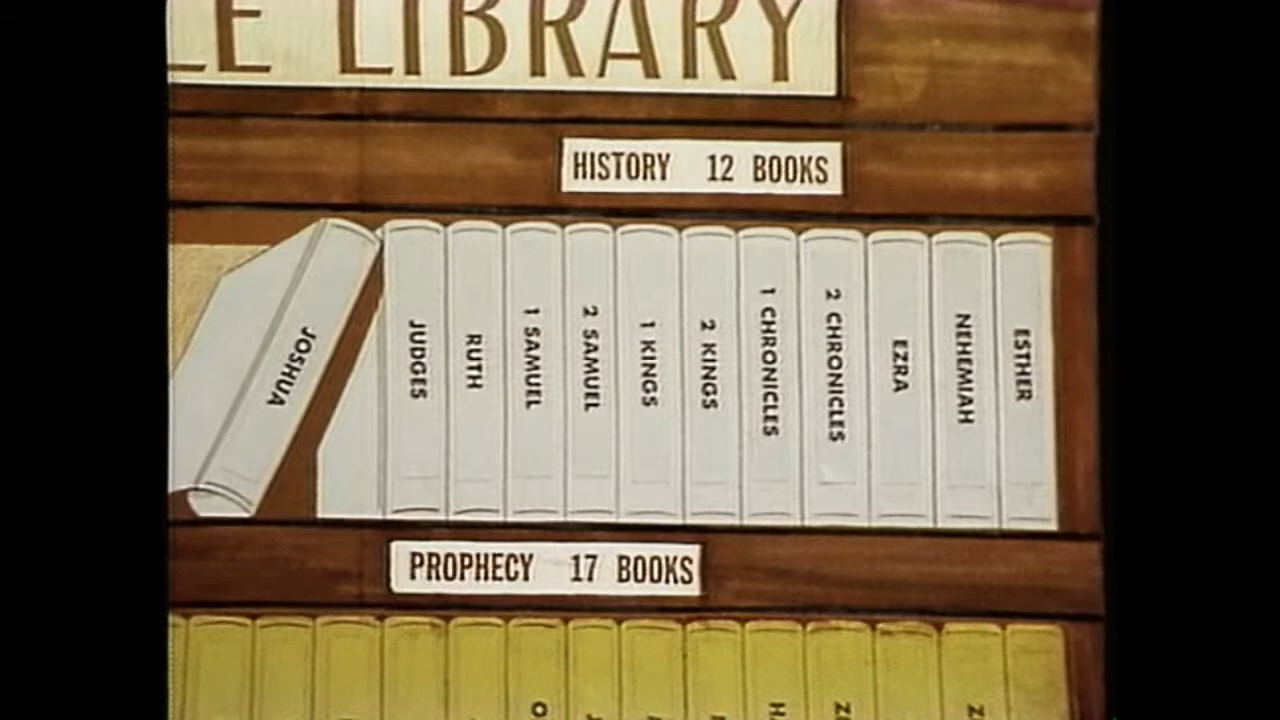 LE LIBRARY
HISTORY 12 BOOKS
JOSHUA
JUDGES
RUTH
1 SAMUEL
2 SAMUEL
1 KINGS
2 KINGS
1 CHRONICLES
2 CHRONICLES
EZRA
NEHEMIAH
ESTHER
PROPHECY 17 BOOKS